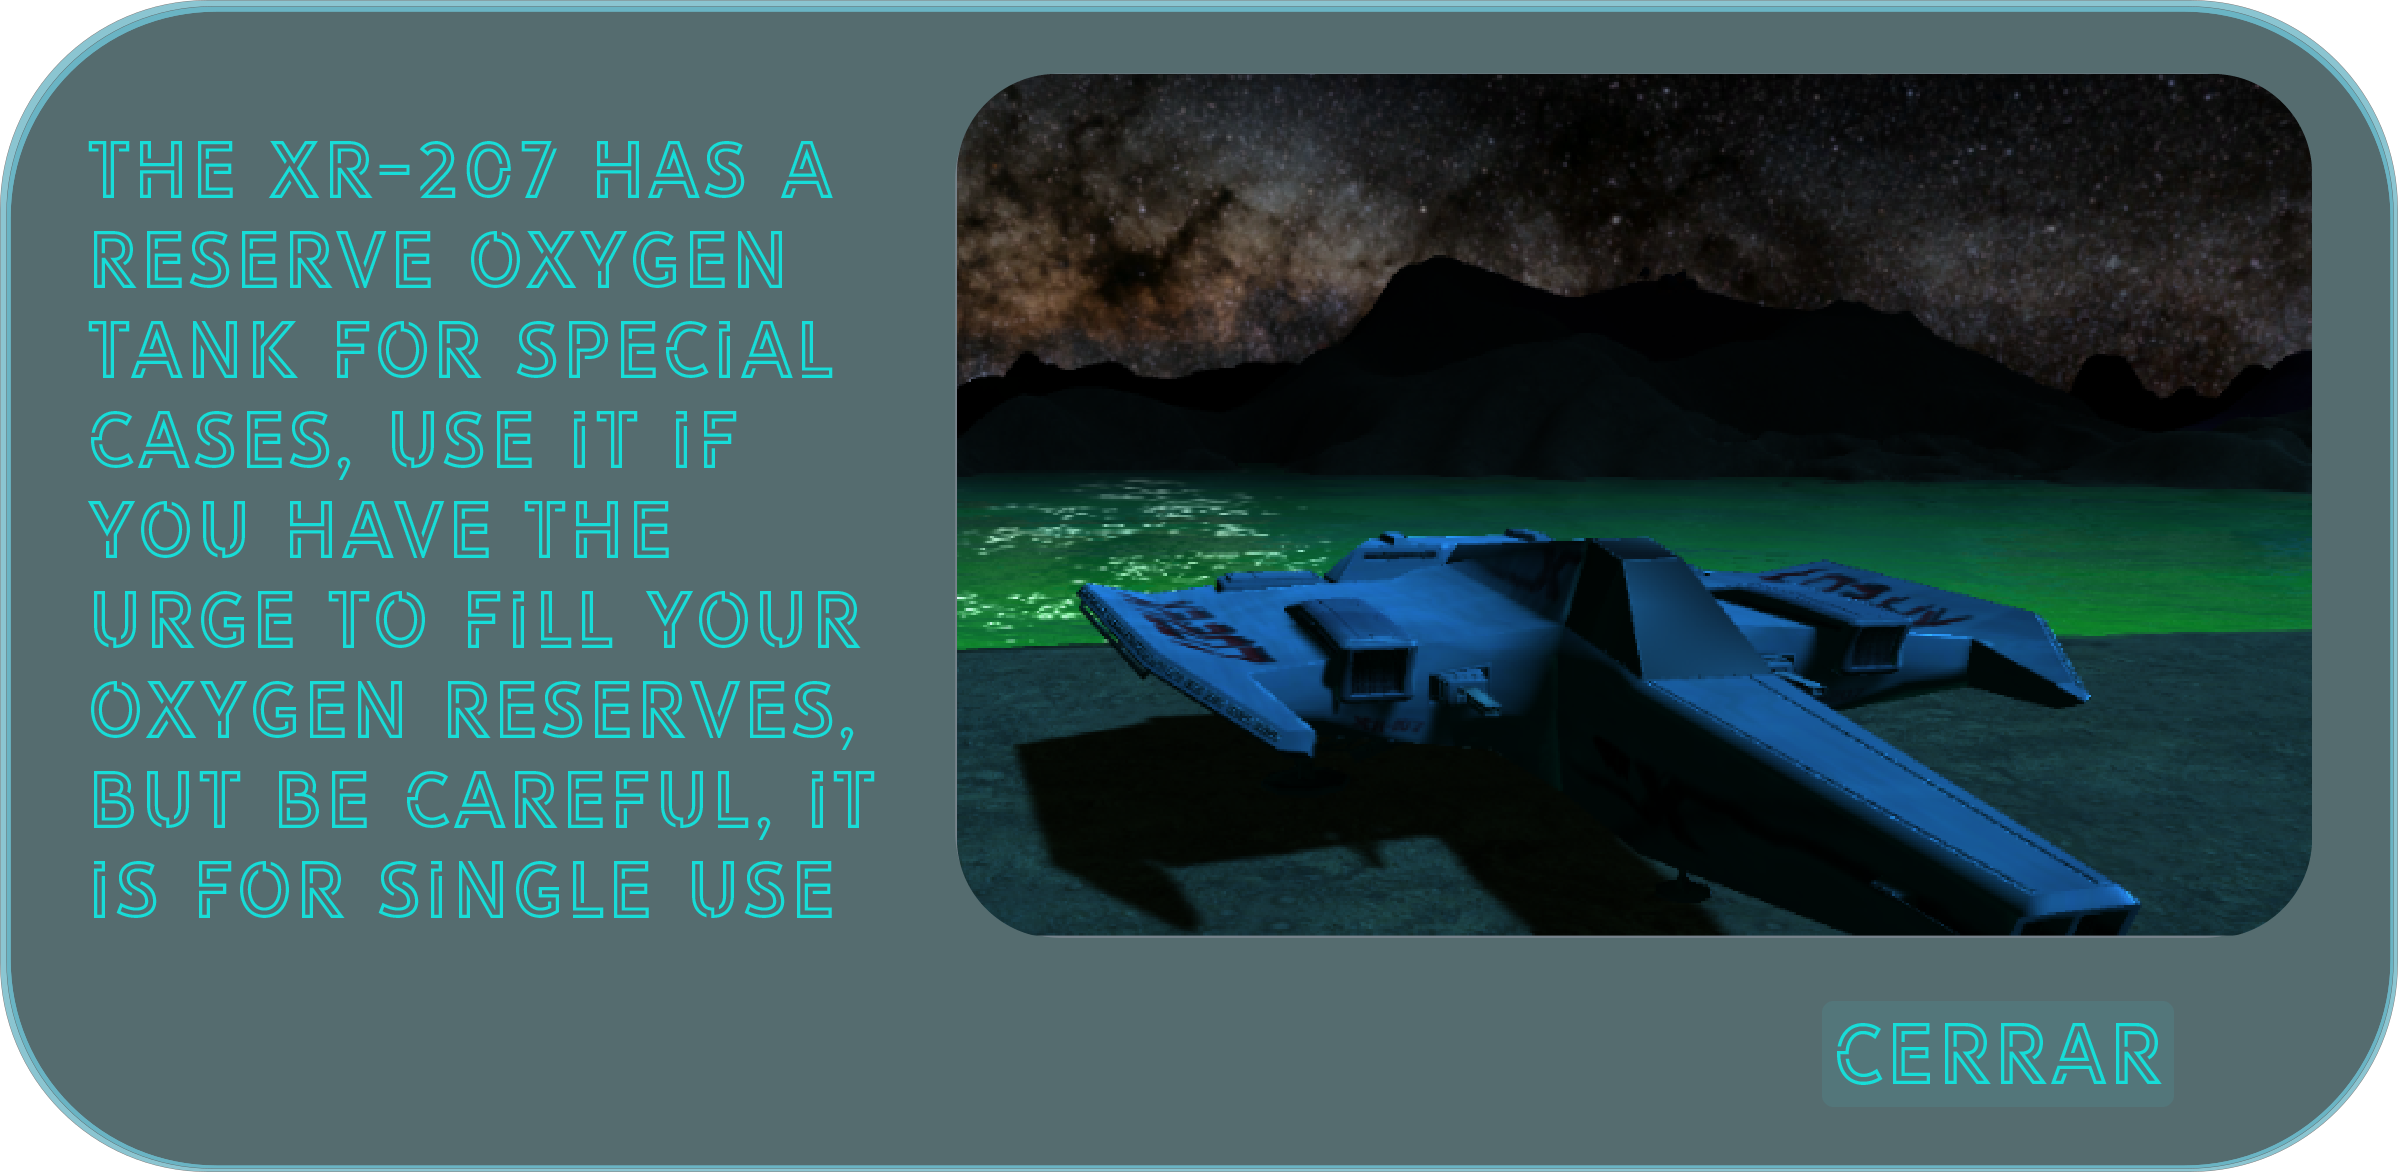 THE XR-207 HAS A
RESERVE OXYGEN
TANK FOR SPECIAL
CASES, USE IT IF
YOU HAVE THE
URGE TO FILL YOUR
OXYGEN RESERVES,
BUT BE CAREFUL, IT
IS FOR SINGLE USE
CERRAR